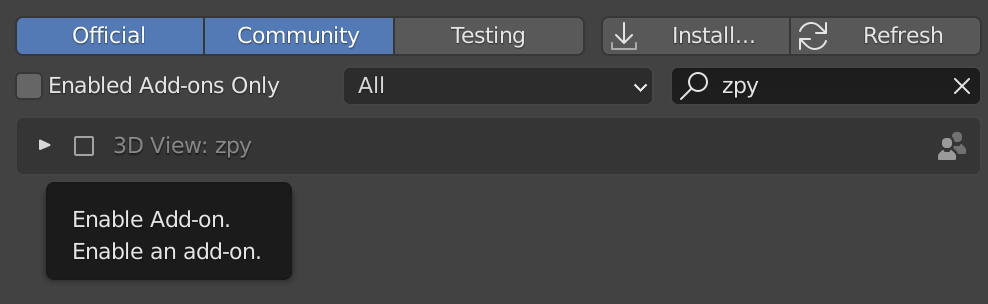 Official Community Testing Install... Refresh
Enabled Add-ons Only All zpy
3D View: zpy
Enable Add-on.
Enable an add-on.